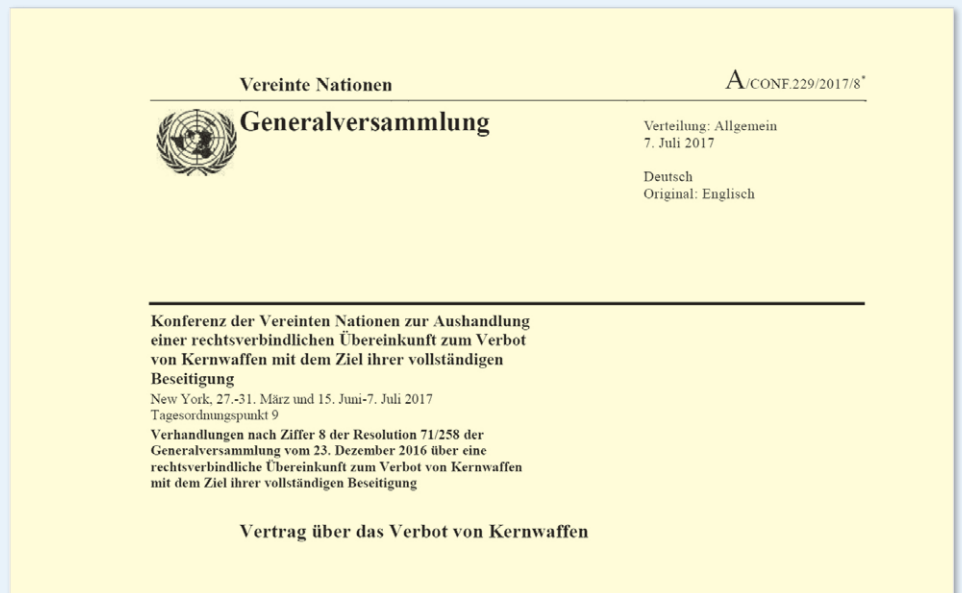 Vereinte Nationen
A/CONF.229/2017/8*
Generalversammlung
Verteilung: Allgemein
7. Juli 2017
Deutsch
Original: Englisch
Konferenz der Vereinten Nationen zur Aushandlung
einer rechtsverbindlichen Übereinkunft zum Verbot
von Kernwaffen mit dem Ziel ihrer vollständigen
Beseitigung
New York, 27.-31. März und 15. Juni-7. Juli 2017
Tagesordnungspunkt 9
Verhandlungen nach Ziffer 8 der Resolution 71/258 der
Generalversammlung vom 23. Dezember 2016 über eine
rechtsverbindliche Übereinkunft zum Verbot von Kernwaffen
mit dem Ziel ihrer vollständigen Beseitigung
Vertrag über das Verbot von Kernwaffen